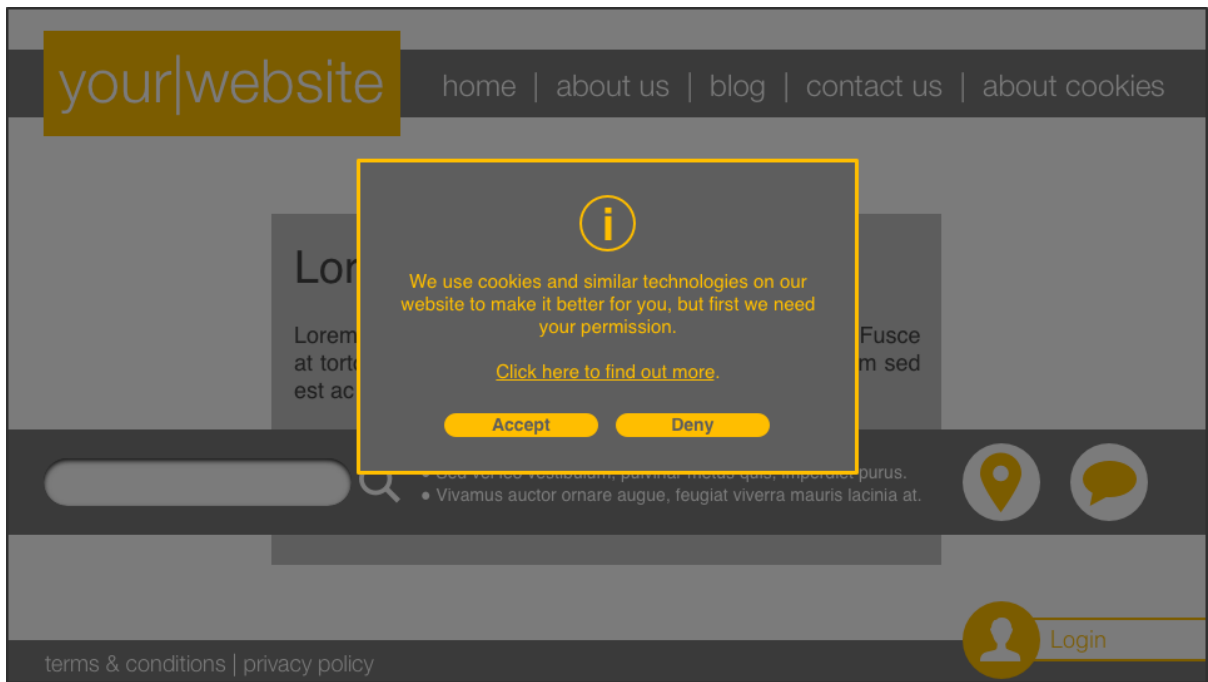 your|website
home | about us | blog | contact us | about cookies
i
We use cookies and similar technologies on our
website to make it better for you, but first we need
your permission.
Click here to find out more.
Accept Deny
Lorem Fusce
at m sed
est ac
purus.
• Vivamus auctor ornare augue, feugiat viverra mauris lacinia at.
Login
terms & conditions | privacy policy